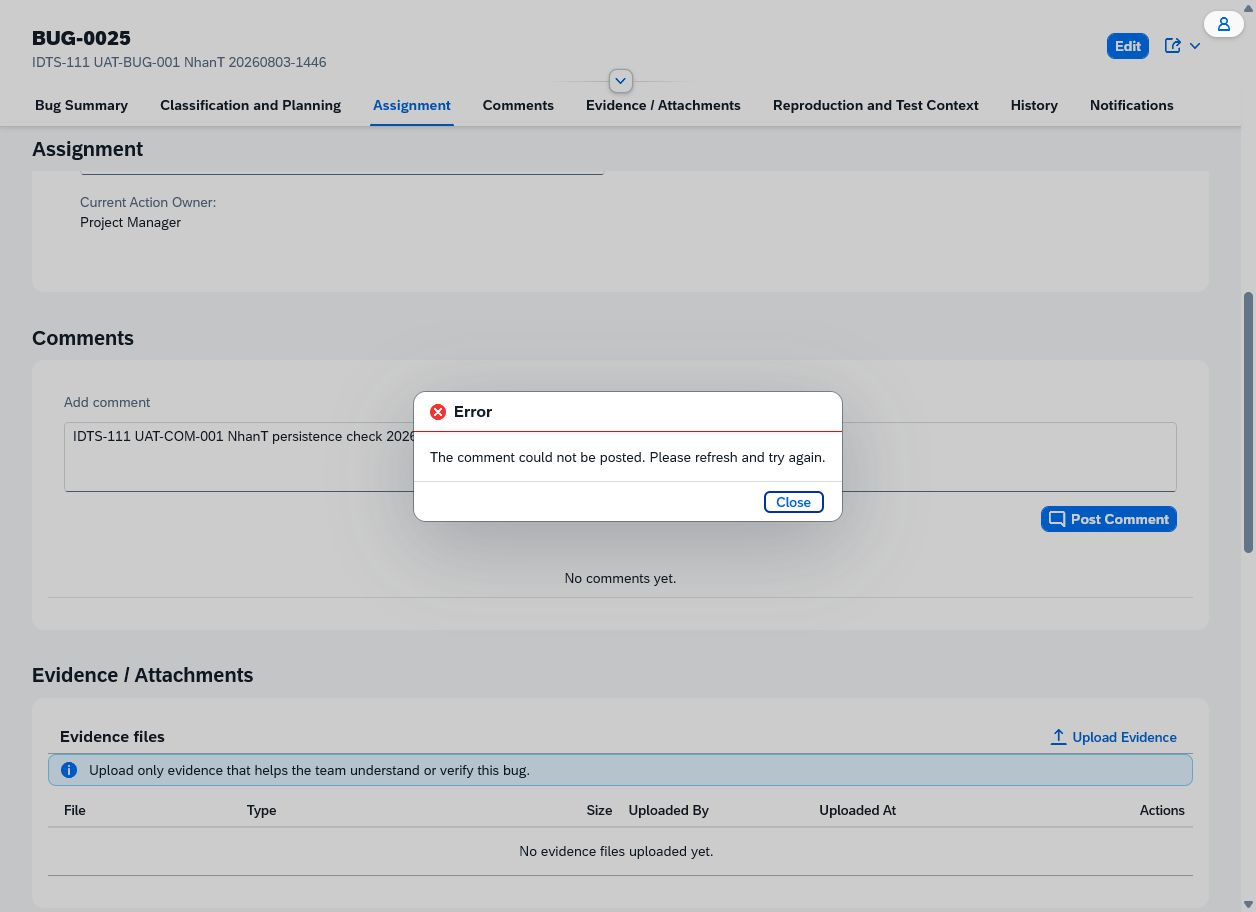 BUG-0025
IDTS-111 UAT-BUG-001 NhanT 20260803-1446
Edit
Bug Summary
Classification and Planning
Assignment
Comments
Evidence / Attachments
Reproduction and Test Context
History
Notifications
Assignment
Current Action Owner:
Project Manager
Comments
Add comment
IDTS-111 UAT-COM-001 NhanT persistence check
Error
The comment could not be posted. Please refresh and try again.
Close
Post Comment
No comments yet.
Evidence / Attachments
Evidence files
Upload Evidence
Upload only evidence that helps the team understand or verify this bug.
File Type Size Uploaded By Uploaded At Actions
No evidence files uploaded yet.